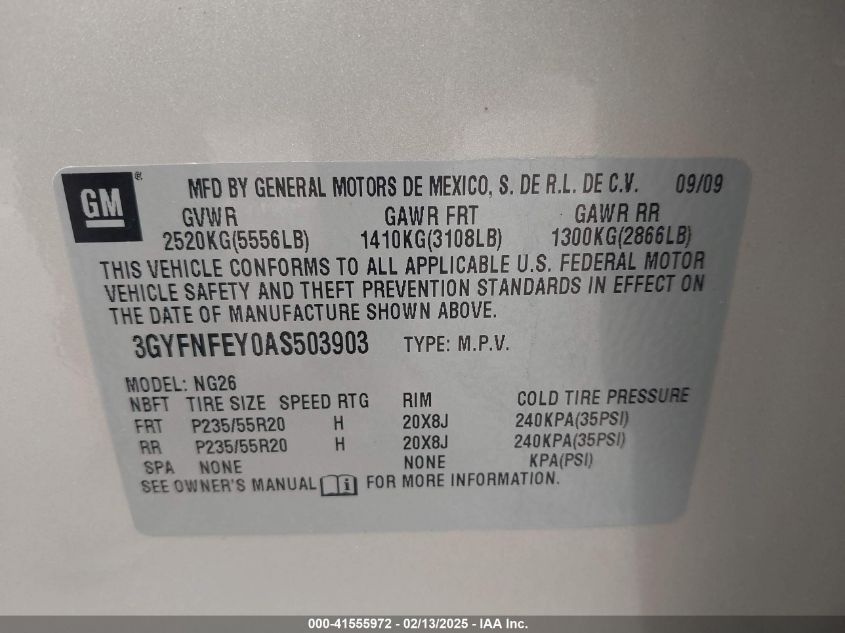 GM®
MFD BY GENERAL MOTORS DE MEXICO, S. DE R.L. DE C.V. 09/09
GVWR GAWR FRT GAWR RR
2520KG(5556LB) 1410KG(3108LB) 1300KG(2866LB)
THIS VEHICLE CONFORMS TO ALL APPLICABLE U.S. FEDERAL MOTOR
VEHICLE SAFETY AND THEFT PREVENTION STANDARDS IN EFFECT ON
THE DATE OF MANUFACTURE SHOWN ABOVE.
3GYFNFEY0AS503903 TYPE: M.P.V.
MODEL: NG26
NBFT TIRE SIZE SPEED RTG RIM COLD TIRE PRESSURE
FRT P235/55R20 H 20X8J 240KPA(35PSI)
RR P235/55R20 H 20X8J 240KPA(35PSI)
SPA NONE NONE KPA(PSI)
SEE OWNER'S MANUAL i FOR MORE INFORMATION.
000-41555972 - 02/13/2025 - IAA Inc.